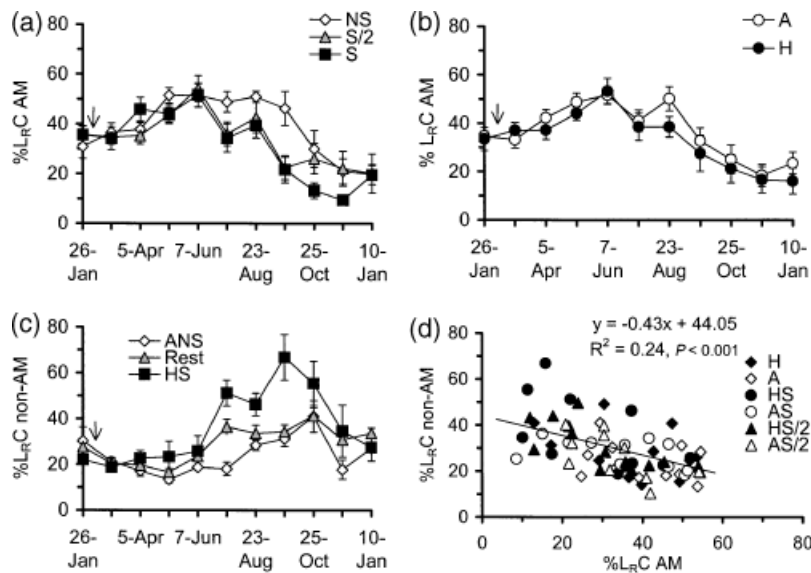 (a)
NS
S/2
S
%LRC AM
80
60
40
20
0
26-Jan
5-Apr
7-Jun
23-Aug
25-Oct
10-Jan
(b)
A
H
% LRC AM
80
60
40
20
0
26-Jan
5-Apr
7-Jun
23-Aug
25-Oct
10-Jan
(c)
ANS
Rest
HS
%LRC non-AM
80
60
40
20
0
26-Jan
5-Apr
7-Jun
23-Aug
25-Oct
10-Jan
(d)
y = -0.43x + 44.05
R² = 0.24, P < 0.001
H
A
HS
AS
HS/2
AS/2
%LRC non-AM
80
60
40
20
0
0 20 40 60 80
%LRC AM